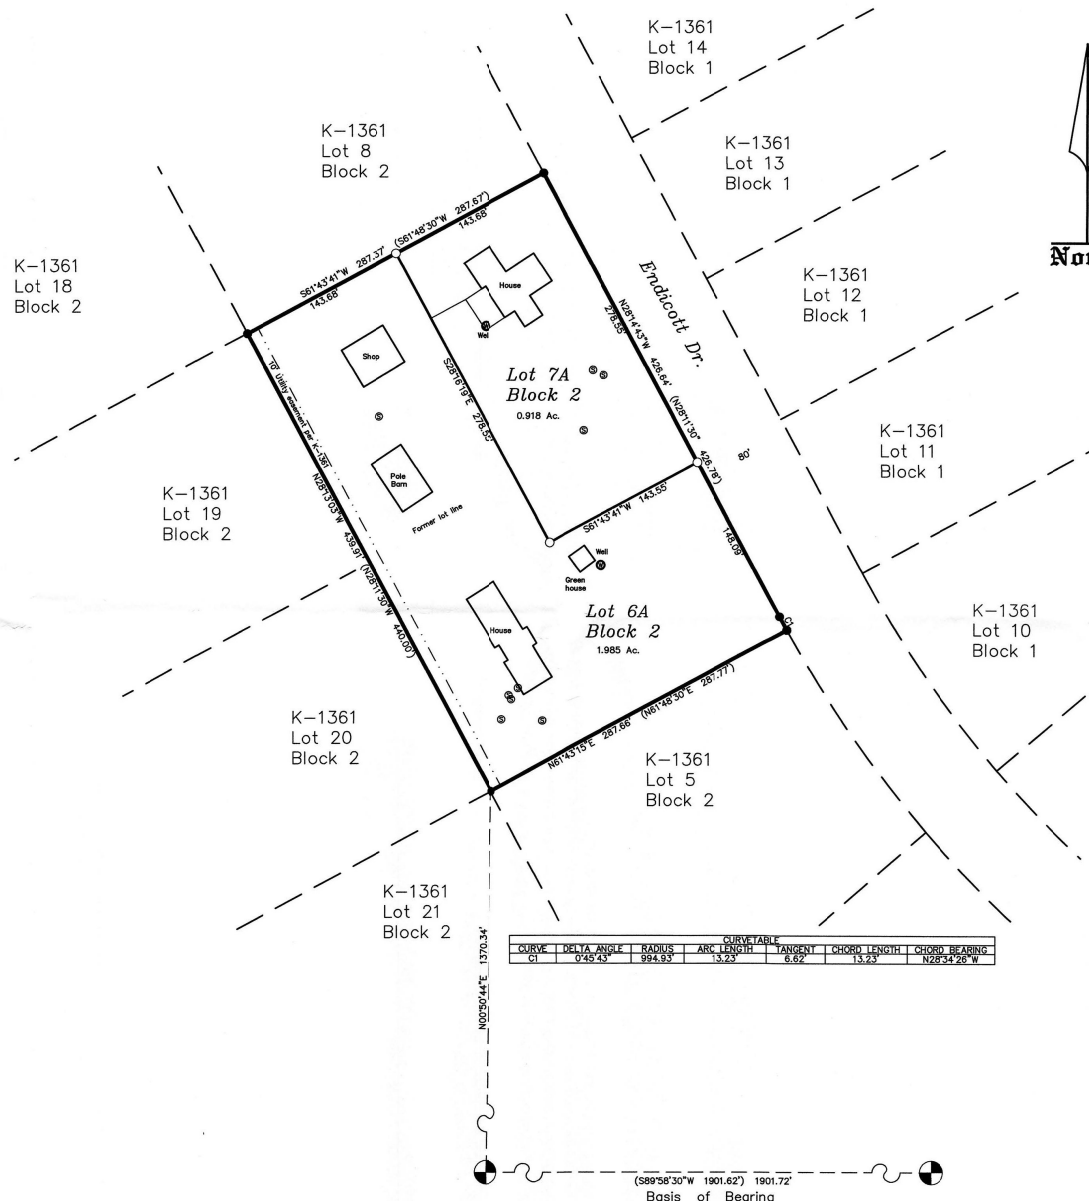 K-1361
Lot 14
Block 1
K-1361
Lot 8
Block 2
K-1361
Lot 13
Block 1
K-1361
Lot 18
Block 2
K-1361
Lot 12
Block 1
S61°43'41"W 287.37' (S61°48'30"W 287.67')
143.68'
143.68'
House
Endicott Dr.
Shop
Wel
N28°14'43"W 426.64' (N28°11'30" 426.78')
278.55'
10' Utility easement per K-1361
S28°16'19"E 278.55'
Lot 7A
Block 2
0.918 Ac.
S
S
S
S
K-1361
Lot 11
Block 1
80'
Pole
Barn
K-1361
Lot 19
Block 2
Former lot line
S61°43'41"W 143.55'
N28°13'03"W 439.91' (N28°11'30"W 440.00')
148.09'
Well
W
Green
house
Lot 6A
Block 2
1.985 Ac.
C1
K-1361
Lot 10
Block 1
House
S
S
S
S
S
K-1361
Lot 20
Block 2
N61°43'15"E 287.66' (N61°48'30"E 287.77')
K-1361
Lot 5
Block 2
K-1361
Lot 21
Block 2
CURVETABLE
CURVE DELTA ANGLE RADIUS ARC LENGTH TANGENT CHORD LENGTH CHORD BEARING
C1 0°45'43" 994.93' 13.23' 6.62' 13.23' N28°34'26"W
N00°50'44"E 1370.34'
(S89°58'30"W 1901.62') 1901.72'
Basis of Bearing